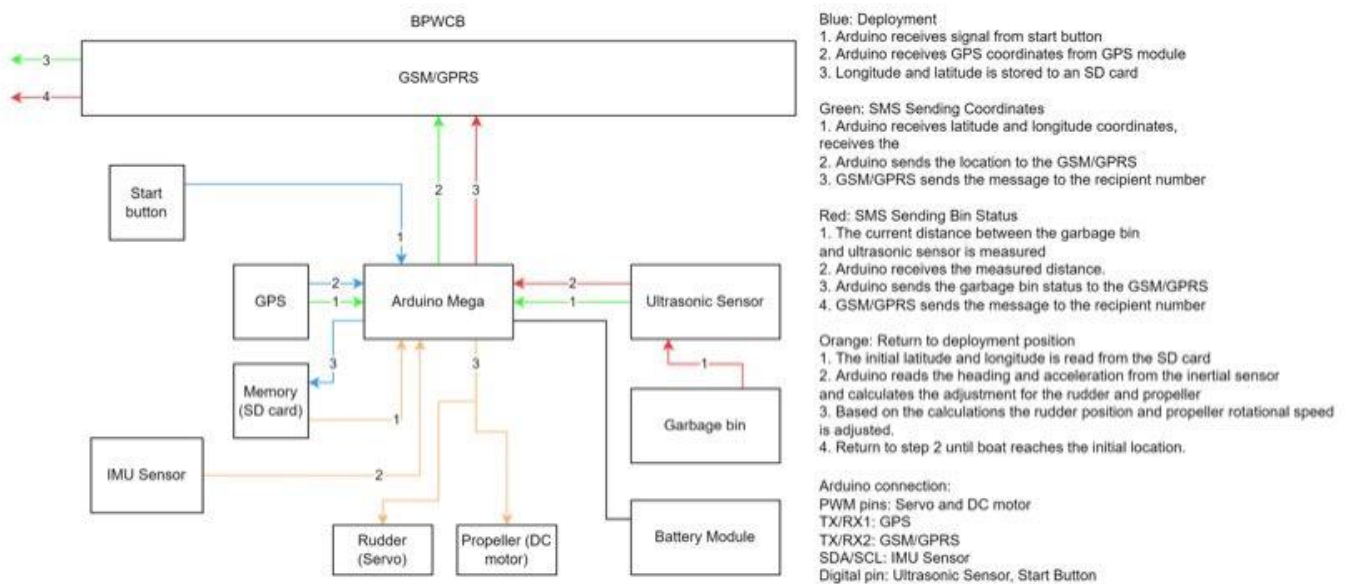 BPWCB
GSM/GPRS
3
4
2
3
Start
button
1
GPS
2
1
Arduino Mega
2
1
Ultrasonic Sensor
3
3
1
Memory
(SD card)
1
Garbage bin
IMU Sensor
2
Rudder
(Servo)
Propeller (DC
motor)
Battery Module
Blue: Deployment
1. Arduino receives signal from start button
2. Arduino receives GPS coordinates from GPS module
3. Longitude and latitude is stored to an SD card
Green: SMS Sending Coordinates
1. Arduino receives latitude and longitude coordinates,
receives the
2. Arduino sends the location to the GSM/GPRS
3. GSM/GPRS sends the message to the recipient number
Red: SMS Sending Bin Status
1. The current distance between the garbage bin
and ultrasonic sensor is measured
2. Arduino receives the measured distance.
3. Arduino sends the garbage bin status to the GSM/GPRS
4. GSM/GPRS sends the message to the recipient number
Orange: Return to deployment position
1. The initial latitude and longitude is read from the SD card
2. Arduino reads the heading and acceleration from the inertial sensor
and calculates the adjustment for the rudder and propeller
3. Based on the calculations the rudder position and propeller rotational speed
is adjusted.
4. Return to step 2 until boat reaches the initial location.
Arduino connection:
PWM pins: Servo and DC motor
TX/RX1: GPS
TX/RX2: GSM/GPRS
SDA/SCL: IMU Sensor
Digital pin: Ultrasonic Sensor, Start Button